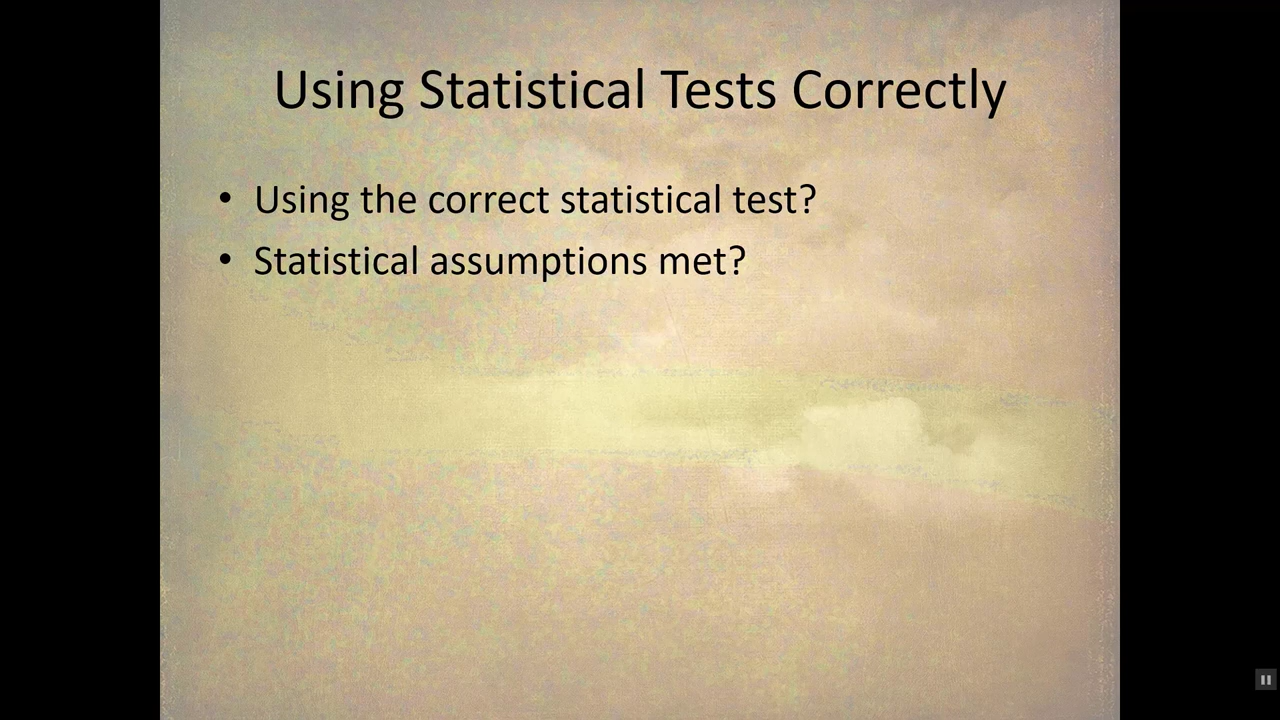 Using Statistical Tests Correctly
• Using the correct statistical test?
• Statistical assumptions met?